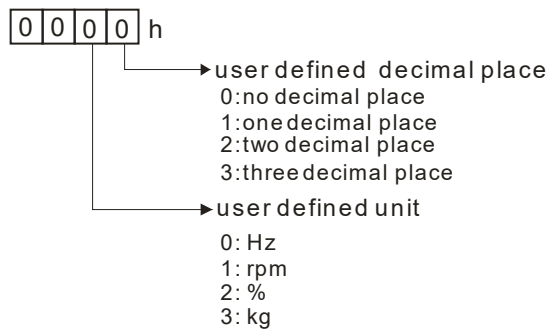 0 0 0 0 h
user defined decimal place
0: no decimal place
1: one decimal place
2: two decimal place
3: three decimal place
user defined unit
0: Hz
1: rpm
2: %
3: kg